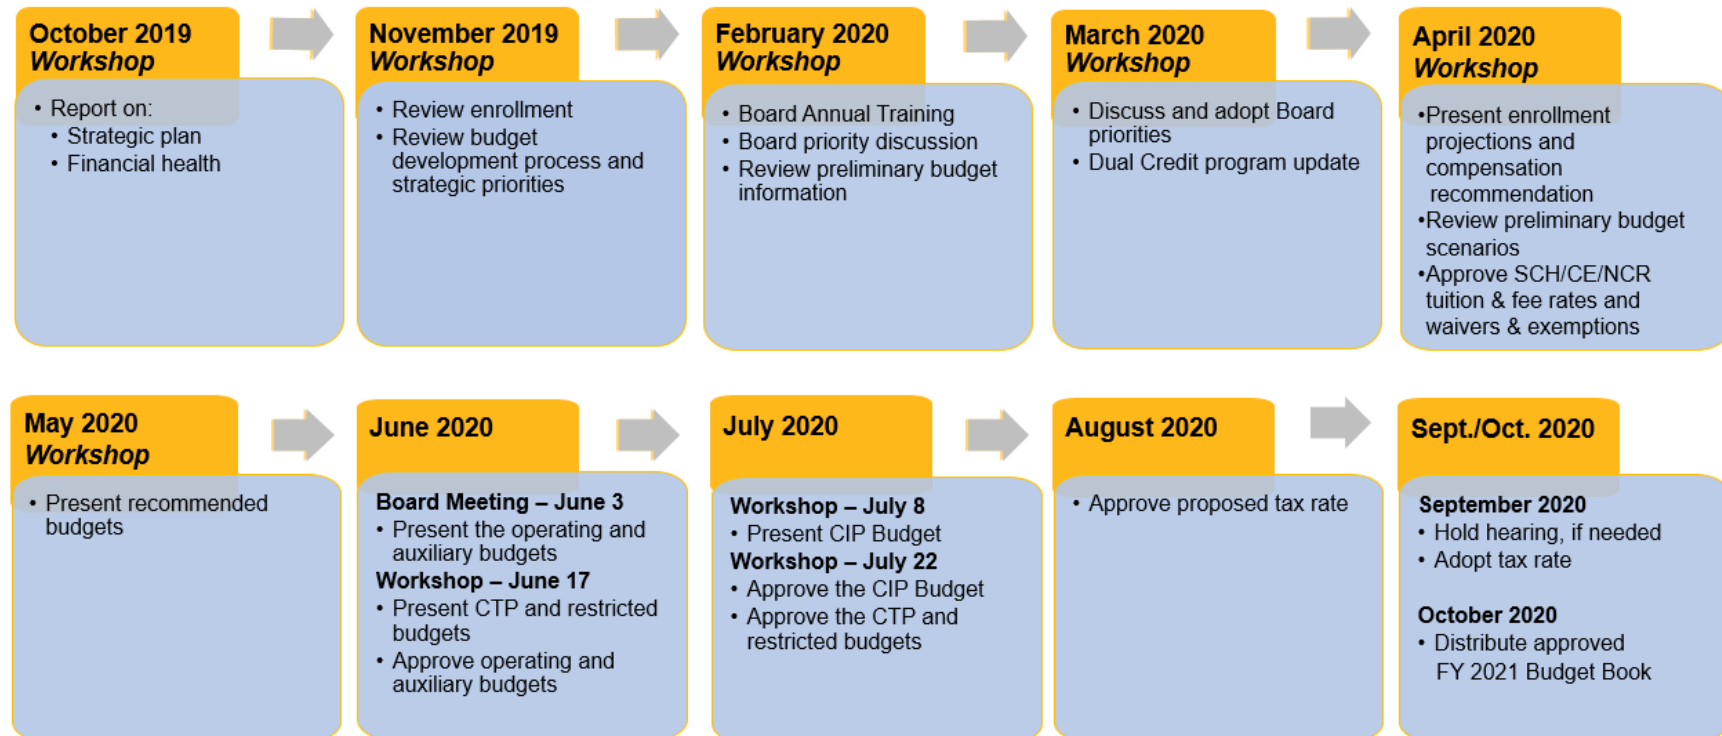 October 2019
Workshop
• Report on:
• Strategic plan
• Financial health
November 2019
Workshop
• Review enrollment
• Review budget
development process and
strategic priorities
February 2020
Workshop
• Board Annual Training
• Board priority discussion
• Review preliminary budget
information
March 2020
Workshop
• Discuss and adopt Board
priorities
• Dual Credit program update
April 2020
Workshop
•Present enrollment
projections and
compensation
recommendation
•Review preliminary budget
scenarios
•Approve SCH/CE/NCR
tuition & fee rates and
waivers & exemptions
May 2020
Workshop
• Present recommended
budgets
June 2020
Board Meeting – June 3
• Present the operating and
auxiliary budgets
Workshop – June 17
• Present CTP and restricted
budgets
• Approve operating and
auxiliary budgets
July 2020
Workshop – July 8
• Present CIP Budget
Workshop – July 22
• Approve the CIP Budget
• Approve the CTP and
restricted budgets
August 2020
• Approve proposed tax rate
Sept./Oct. 2020
September 2020
• Hold hearing, if needed
• Adopt tax rate
October 2020
• Distribute approved
FY 2021 Budget Book